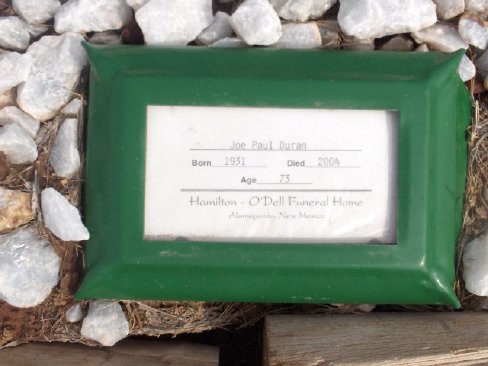 Joe Paul Duran
Born 1931 Died 2004
Age 73
Hamilton - O'Dell Funeral Home
Alamogordo, New Mexico